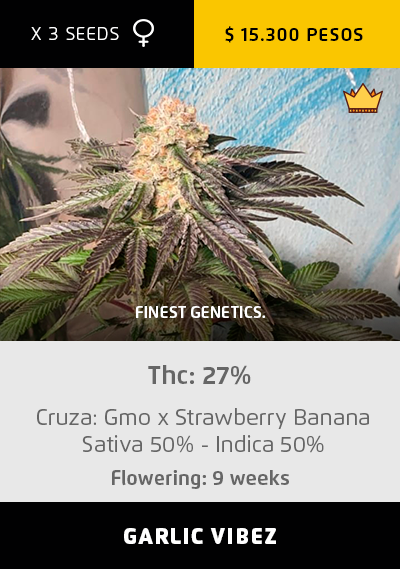 X 3 SEEDS
$ 15.300 PESOS
FINEST GENETICS.
Thc: 27%
Cruza: Gmo x Strawberry Banana
Sativa 50% - Indica 50%
Flowering: 9 weeks
GARLIC VIBEZ